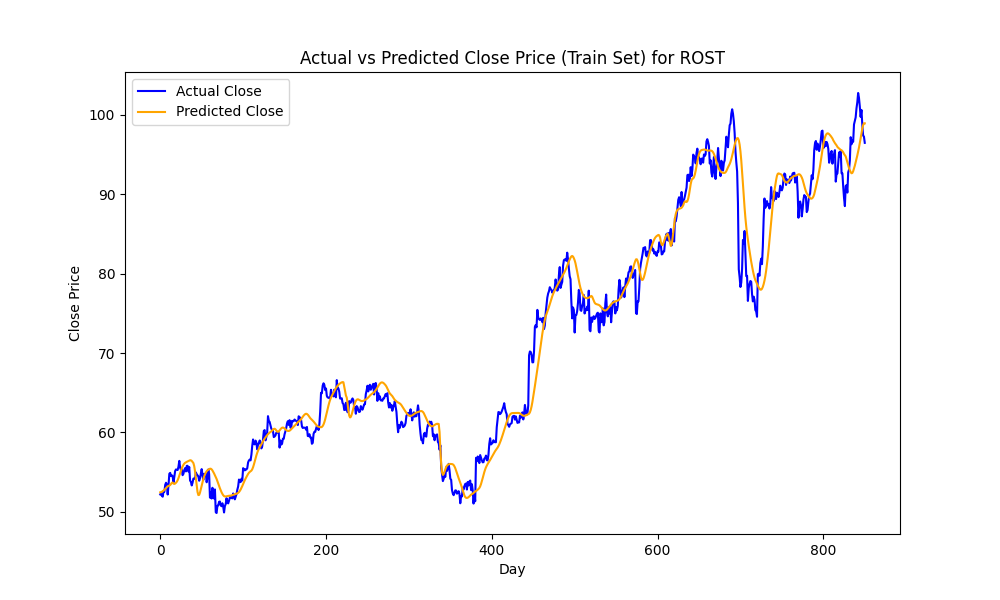 Actual vs Predicted Close Price (Train Set) for ROST
Actual Close
Predicted Close
100
90
80
70
60
50
Close Price
0 200 400 600 800
Day